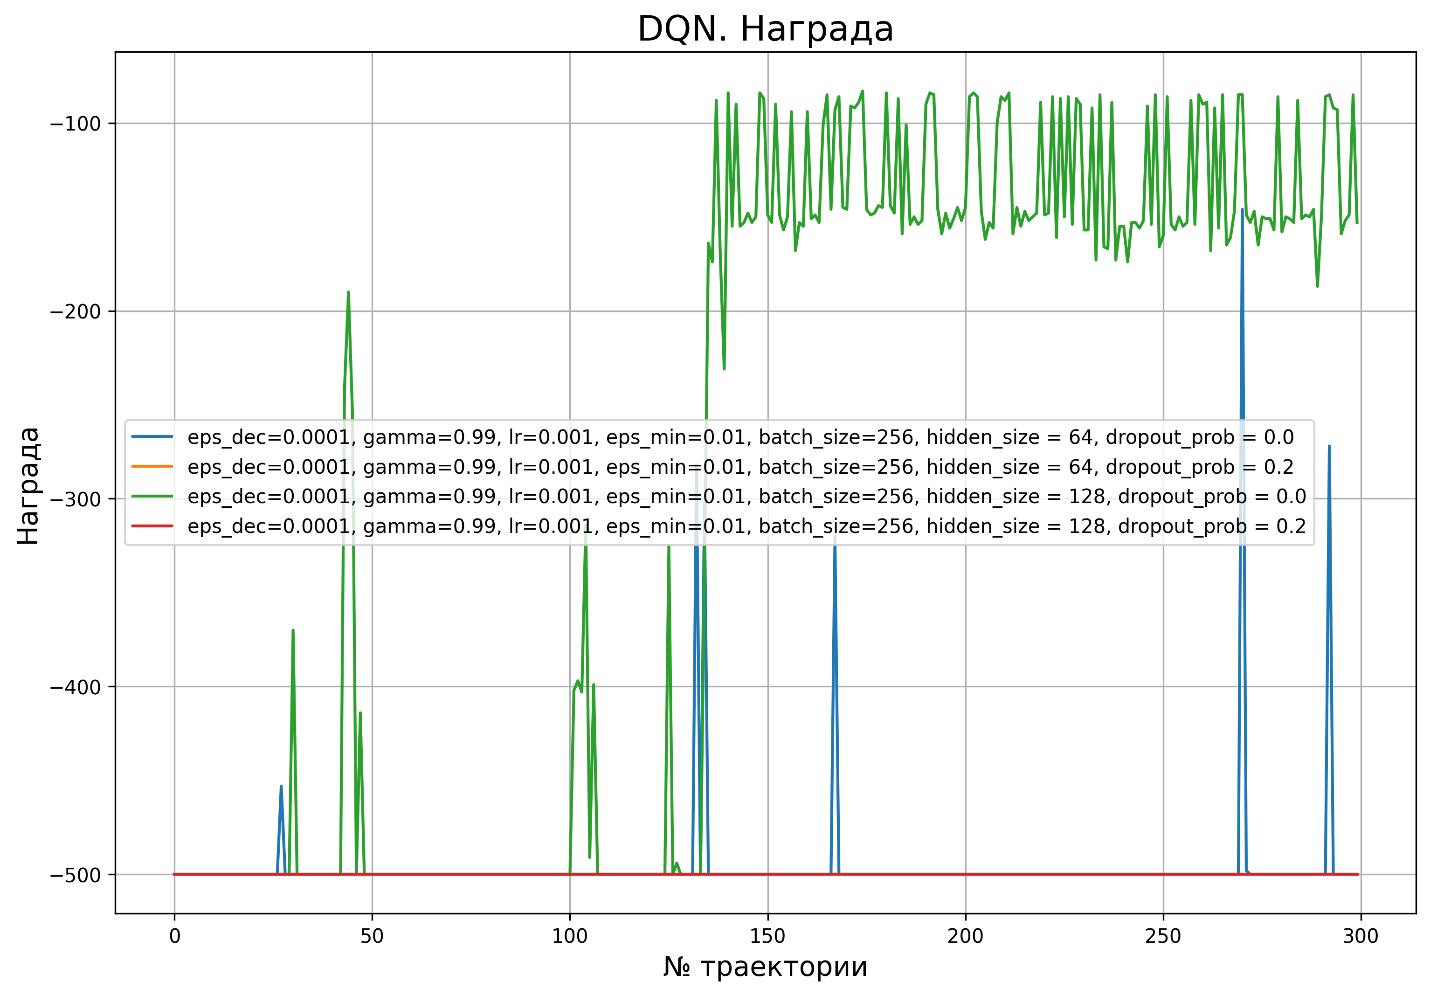 DQN. Награда
−100
−200
−300
−400
−500
Награда
eps_dec=0.0001, gamma=0.99, lr=0.001, eps_min=0.01, batch_size=256, hidden_size = 64, dropout_prob = 0.0
eps_dec=0.0001, gamma=0.99, lr=0.001, eps_min=0.01, batch_size=256, hidden_size = 64, dropout_prob = 0.2
eps_dec=0.0001, gamma=0.99, lr=0.001, eps_min=0.01, batch_size=256, hidden_size = 128, dropout_prob = 0.0
eps_dec=0.0001, gamma=0.99, lr=0.001, eps_min=0.01, batch_size=256, hidden_size = 128, dropout_prob = 0.2
0 50 100 150 200 250 300
№ траектории